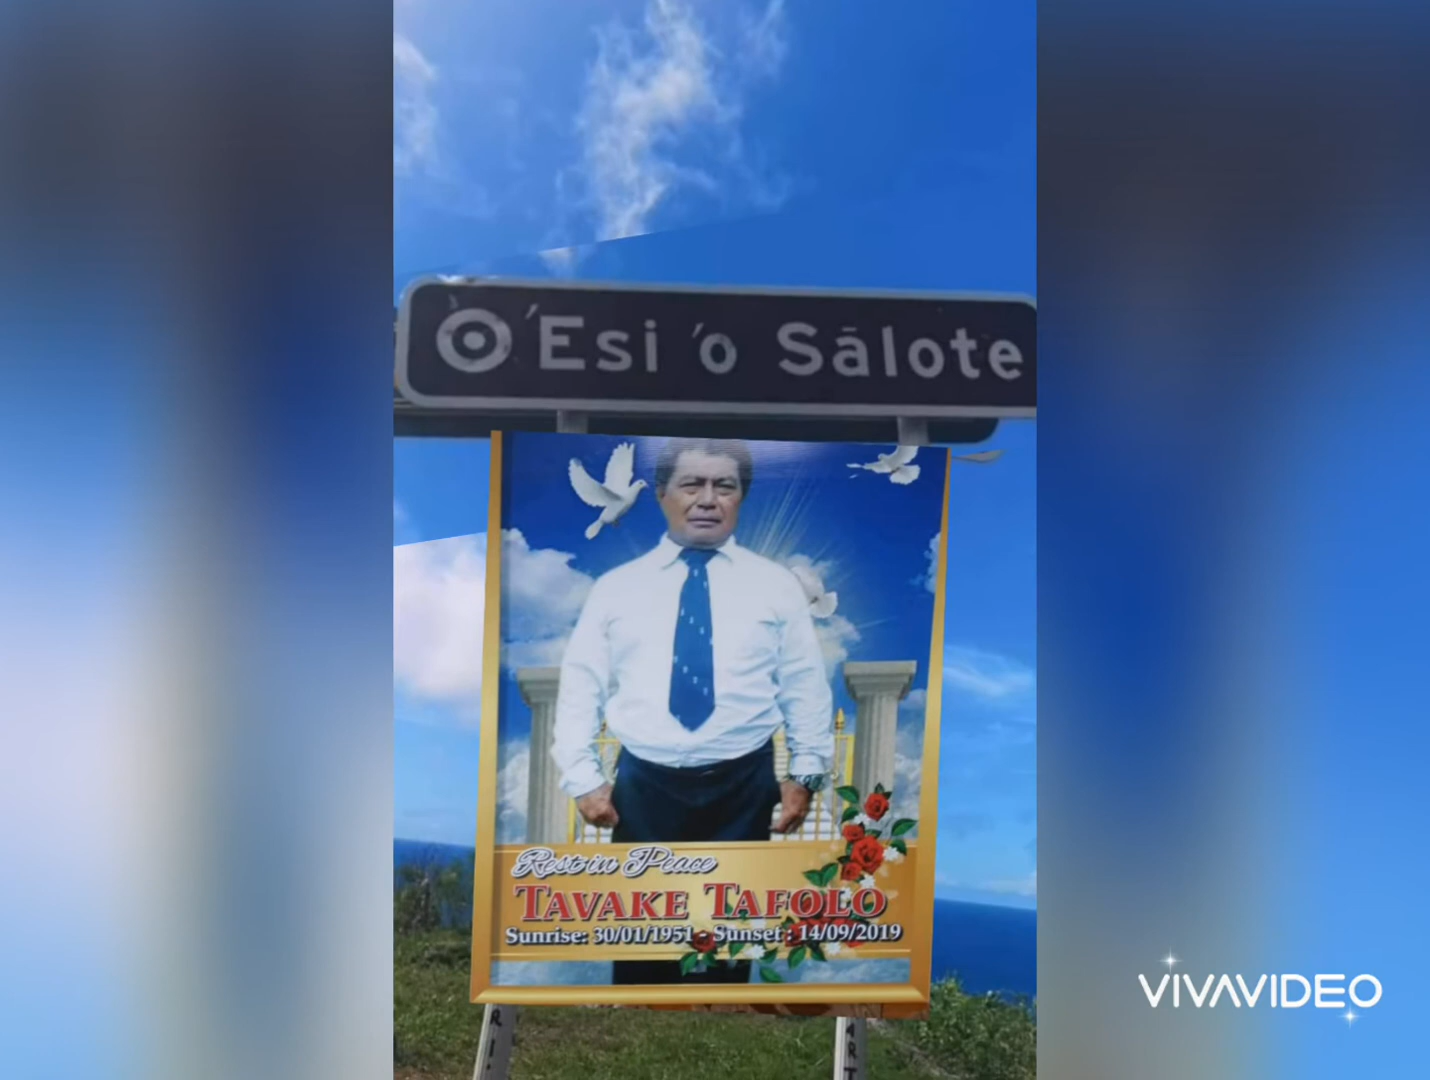 'Esi 'o Sālote
Rest in Peace
TAVAKE TAFOLO
Sunrise: 30/01/1951 - Sunset: 14/09/2019
VIVAVIDEO